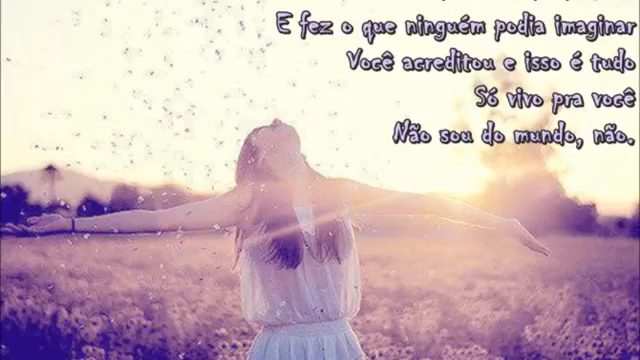 E fez o que ninguém podia imaginar
Você acreditou e isso é tudo
Só vivo pra você
Não sou do mundo, não.